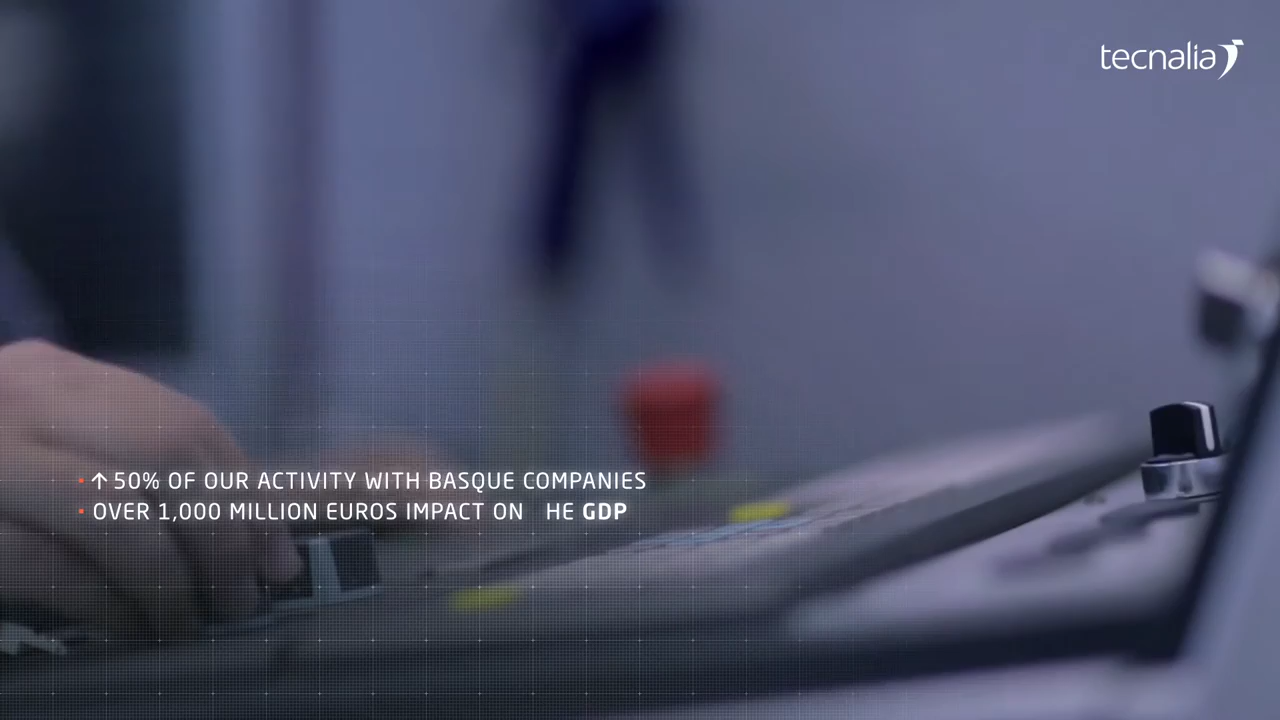 tecnalia
↑ 50% OF OUR ACTIVITY WITH BASQUE COMPANIES
OVER 1,000 MILLION EUROS IMPACT ON HE GDP